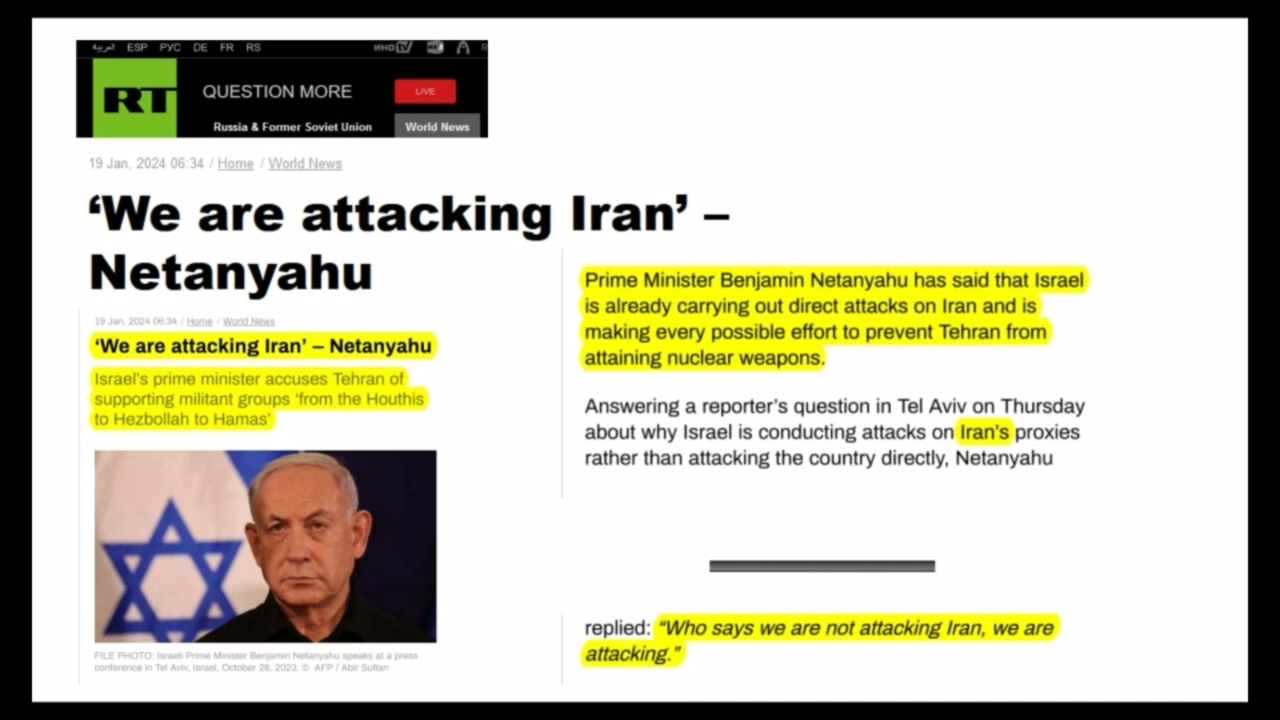 العربية ESP РУС DE FR RS ИНО TV
RT QUESTION MORE LIVE
Russia & Former Soviet Union World News
19 Jan, 2024 06:34 / Home / World News
‘We are attacking Iran’ –
Netanyahu
19 Jan, 2024 06:34 / Home / World News
‘We are attacking Iran’ – Netanyahu
Israel’s prime minister accuses Tehran of
supporting militant groups ‘from the Houthis
to Hezbollah to Hamas’
FILE PHOTO: Israeli Prime Minister Benjamin Netanyahu speaks at a press
conference in Tel Aviv, Israel, October 28, 2023. © AFP / Abir Sultan
Prime Minister Benjamin Netanyahu has said that Israel
is already carrying out direct attacks on Iran and is
making every possible effort to prevent Tehran from
attaining nuclear weapons.
Answering a reporter’s question in Tel Aviv on Thursday
about why Israel is conducting attacks on Iran’s proxies
rather than attacking the country directly, Netanyahu
replied: “Who says we are not attacking Iran, we are
attacking.”